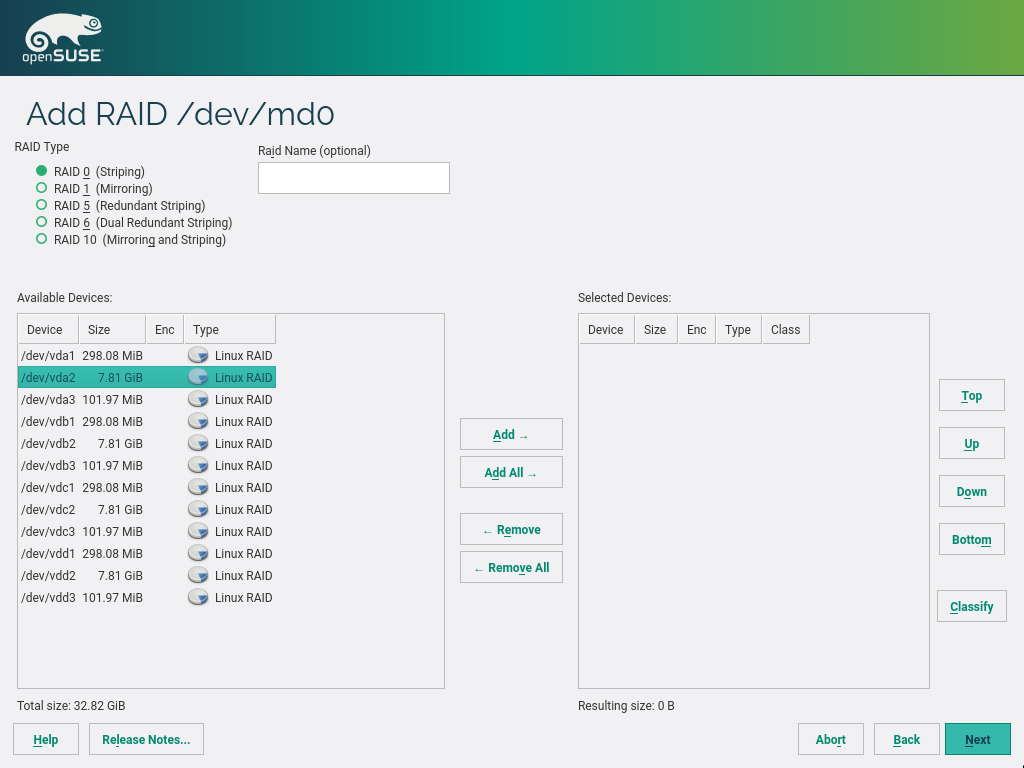 openSUSE
Add RAID /dev/md0
RAID Type
Raid Name (optional)
RAID 0 (Striping)
RAID 1 (Mirroring)
RAID 5 (Redundant Striping)
RAID 6 (Dual Redundant Striping)
RAID 10 (Mirroring and Striping)
Available Devices:
Device Size Enc Type
/dev/vda1 298.08 MiB Linux RAID
/dev/vda2 7.81 GiB Linux RAID
/dev/vda3 101.97 MiB Linux RAID
/dev/vdb1 298.08 MiB Linux RAID
/dev/vdb2 7.81 GiB Linux RAID
/dev/vdb3 101.97 MiB Linux RAID
/dev/vdc1 298.08 MiB Linux RAID
/dev/vdc2 7.81 GiB Linux RAID
/dev/vdc3 101.97 MiB Linux RAID
/dev/vdd1 298.08 MiB Linux RAID
/dev/vdd2 7.81 GiB Linux RAID
/dev/vdd3 101.97 MiB Linux RAID
Total size: 32.82 GiB
Add →
Add All →
← Remove
← Remove All
Selected Devices:
Device Size Enc Type Class
Resulting size: 0 B
Top
Up
Down
Bottom
Classify
Help
Release Notes...
Abort
Back
Next